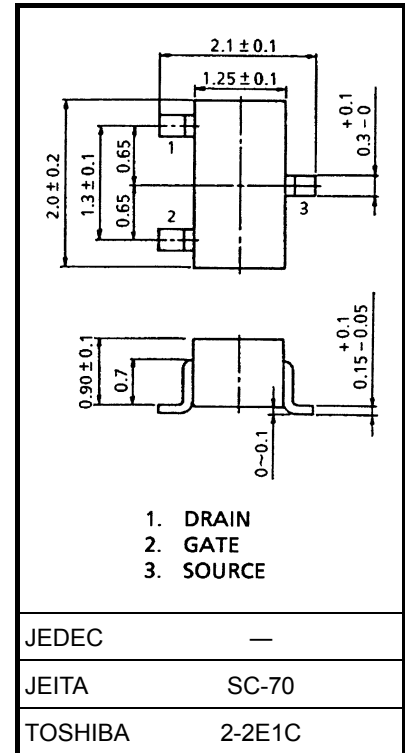 2.1 ± 0.1
1.25 ± 0.1
+ 0.1
0.3 - 0
2.0 ± 0.2
1.3 ± 0.1
0.65
0.65
1
2
3
0.90 ± 0.1
0.7
+ 0.1
0.15 - 0.05
0~0.1
1. DRAIN
2. GATE
3. SOURCE
JEDEC —
JEITA SC-70
TOSHIBA 2-2E1C